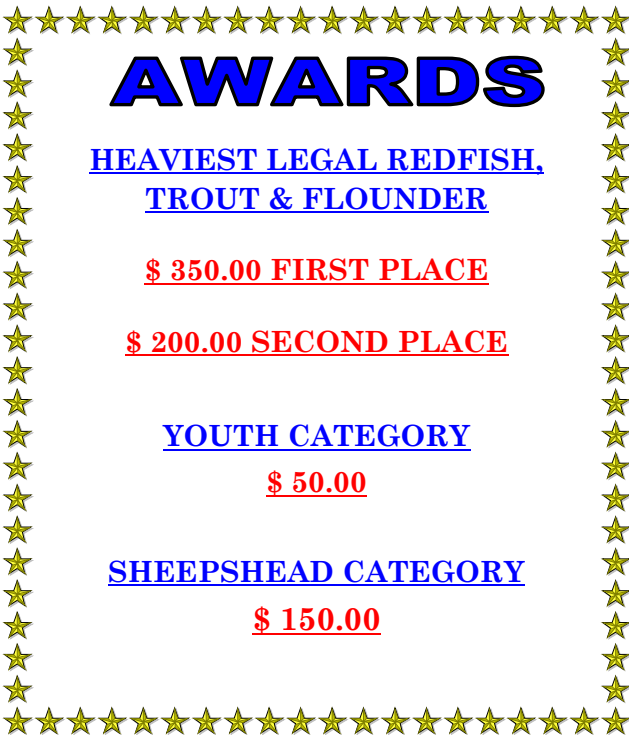 AWARDS
HEAVIEST LEGAL REDFISH,
TROUT & FLOUNDER
$ 350.00 FIRST PLACE
$ 200.00 SECOND PLACE
YOUTH CATEGORY
$ 50.00
SHEEPSHEAD CATEGORY
$ 150.00